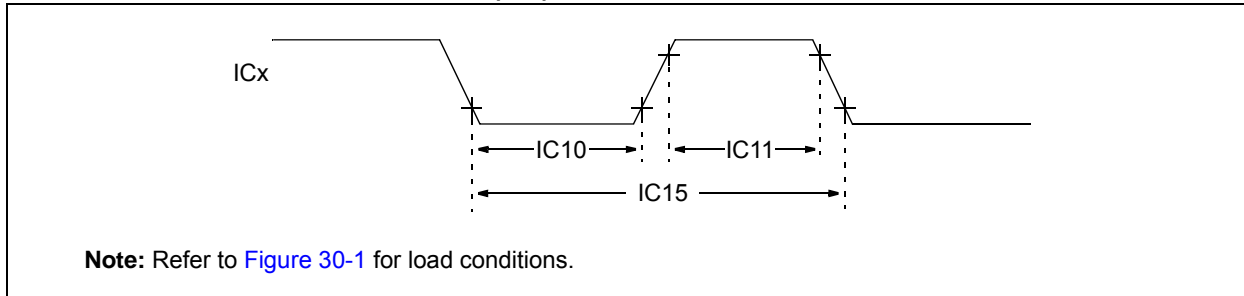 ICx
IC10
IC11
IC15
Note: Refer to Figure 30-1 for load conditions.